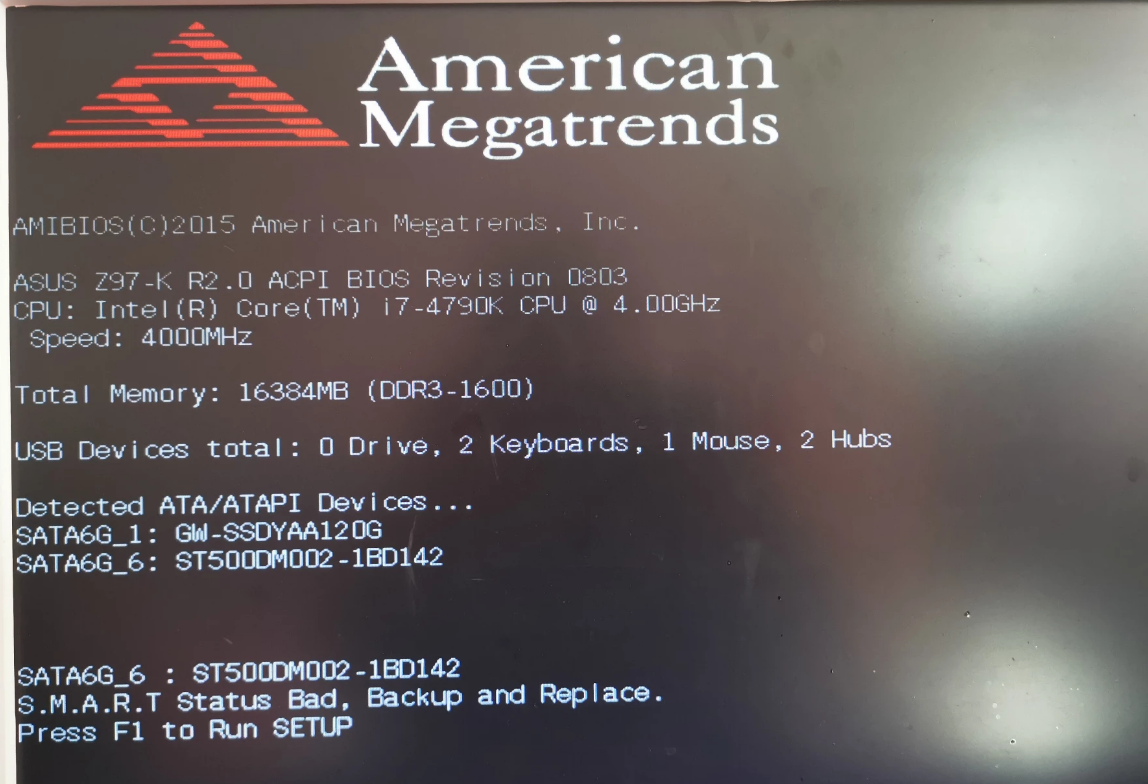 American
Megatrends
AMIBIOS(C)2015 American Megatrends, Inc.
ASUS Z97-K R2.0 ACPI BIOS Revision 0803
CPU: Intel(R) Core(TM) i7-4790K CPU @ 4.00GHz
Speed: 4000MHz
Total Memory: 16384MB (DDR3-1600)
USB Devices total: 0 Drive, 2 Keyboards, 1 Mouse, 2 Hubs
Detected ATA/ATAPI Devices...
SATA6G_1: GW-SSDYAA120G
SATA6G_6: ST500DM002-1BD142
SATA6G_6 : ST500DM002-1BD142
S.M.A.R.T Status Bad, Backup and Replace.
Press F1 to Run SETUP